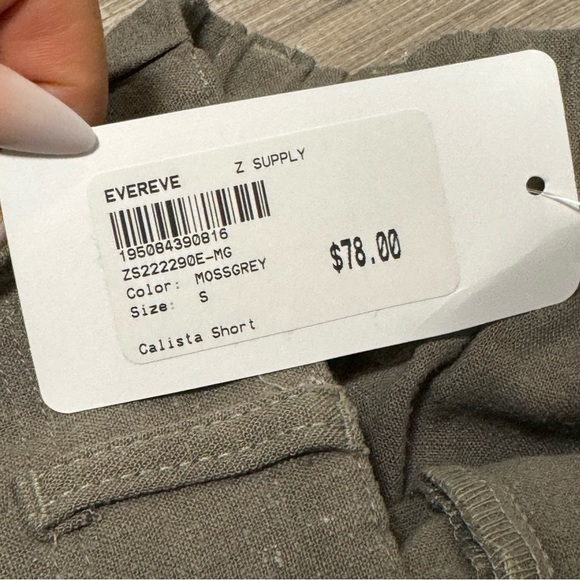 EVEREVE Z SUPPLY
195084390816
ZS222290E-MG
Color: MOSSGREY
Size: S
$78.00
Calista Short